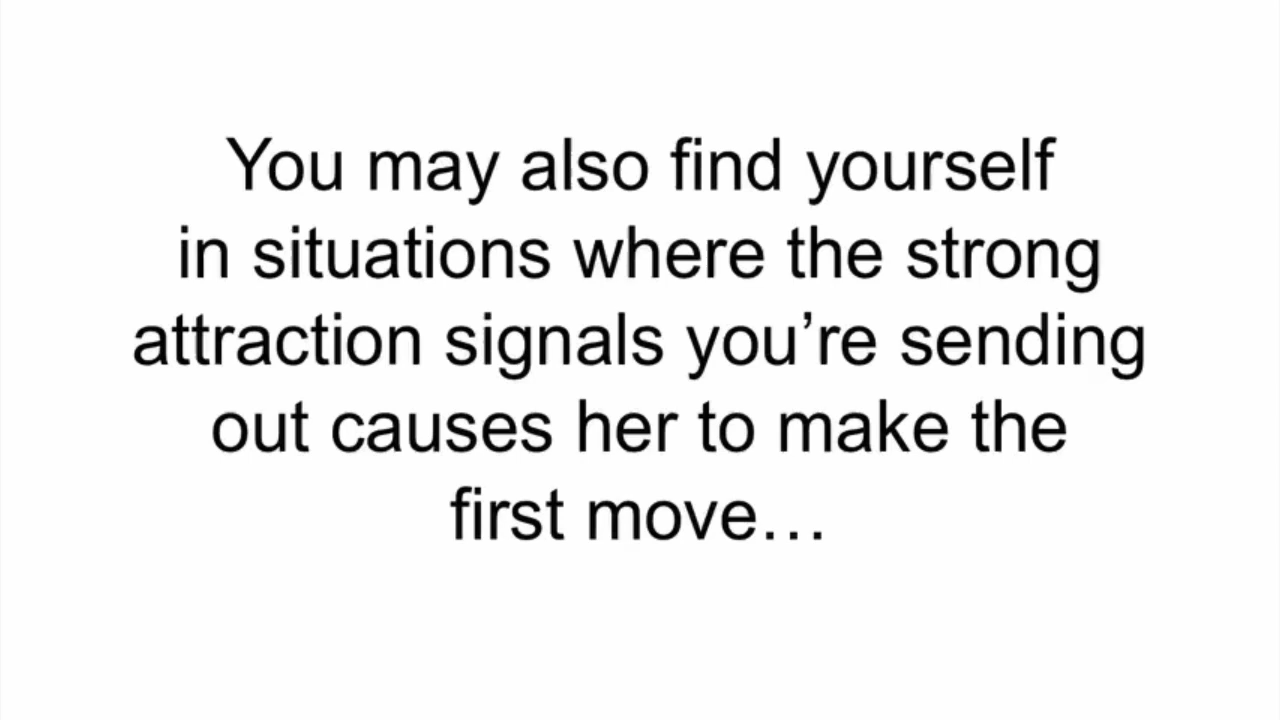 You may also find yourself
in situations where the strong
attraction signals you’re sending
out causes her to make the
first move…